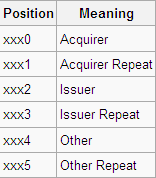 Position Meaning
xxx0 Acquirer
xxx1 Acquirer Repeat
xxx2 Issuer
xxx3 Issuer Repeat
xxx4 Other
xxx5 Other Repeat